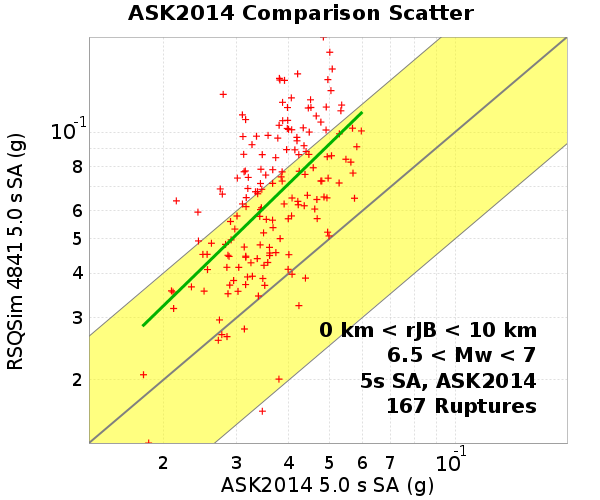 ASK2014 Comparison Scatter
RSQSim 4841 5.0 s SA (g)
10-1
8
6
5
4
3
2
0 km < rJB < 10 km
6.5 < Mw < 7
5s SA, ASK2014
167 Ruptures
2 3 4 5 6 7 10-1
ASK2014 5.0 s SA (g)